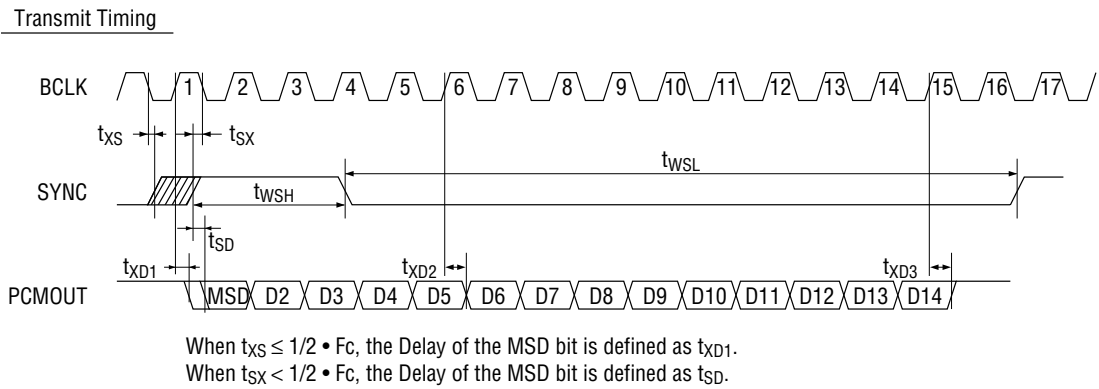 Transmit Timing
BCLK 1 2 3 4 5 6 7 8 9 10 11 12 13 14 15 16 17
tXS tSX
tWSL
SYNC tWSH
tSD
tXD1 tXD2 tXD3
PCMOUT MSD D2 D3 D4 D5 D6 D7 D8 D9 D10 D11 D12 D13 D14
When tXS ≤ 1/2 • Fc, the Delay of the MSD bit is defined as tXD1.
When tSX < 1/2 • Fc, the Delay of the MSD bit is defined as tSD.